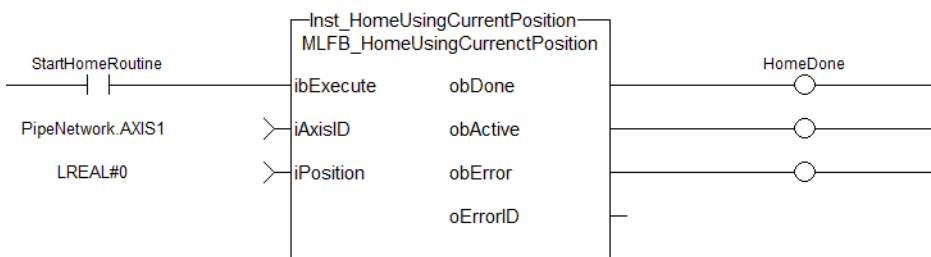 Inst_HomeUsingCurrentPosition
MLFB_HomeUsingCurrenctPosition
StartHomeRoutine
HomeDone
ibExecute obDone
PipeNetwork.AXIS1
iAxisID obActive
LREAL#0
iPosition obError
oErrorID